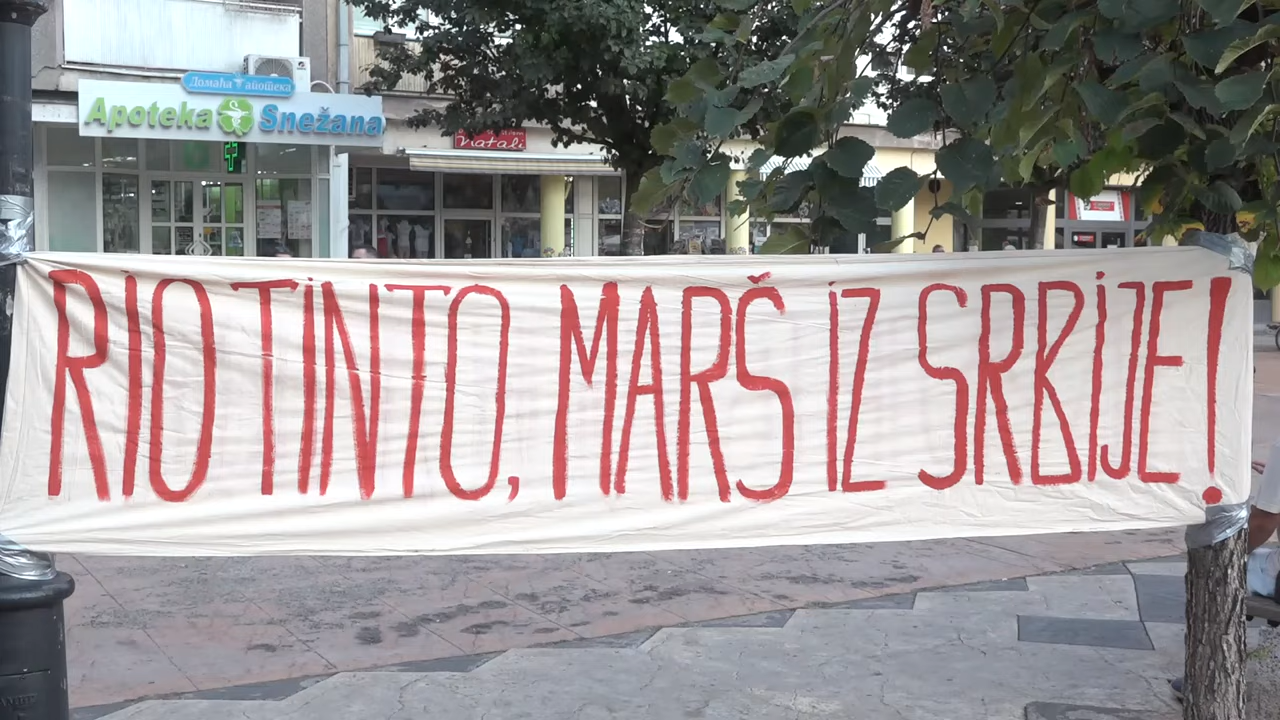 Домаћа апотека
Apoteka Snežana
Natali
RIO TINTO, MARŠ IZ SRBIJE!